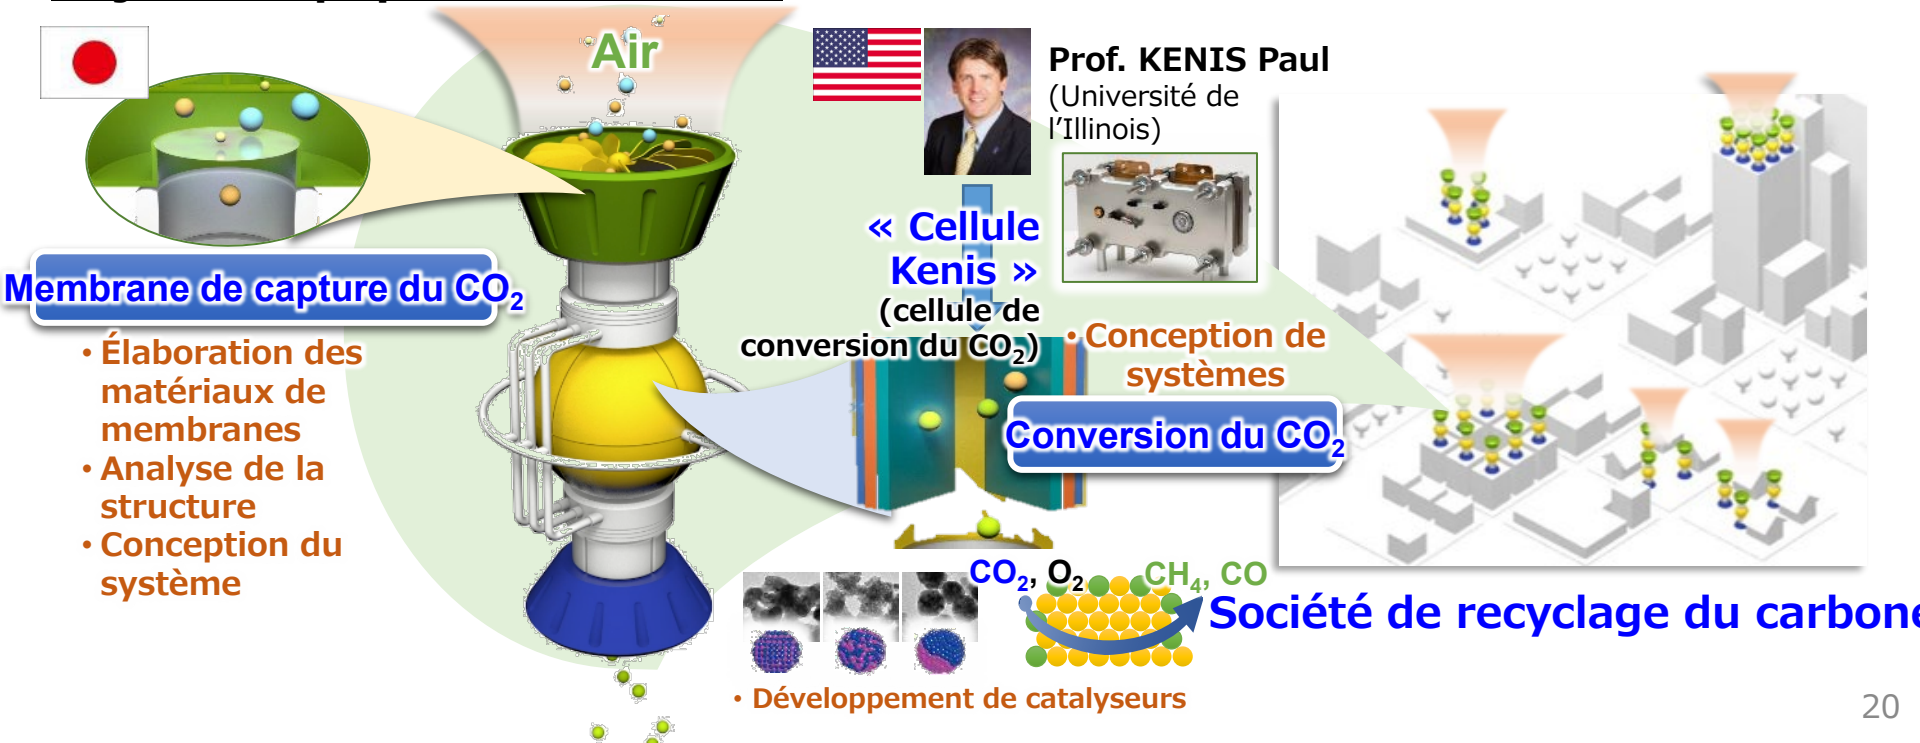 Air
Prof. KENIS Paul
(Université de
l'Illinois)
« Cellule
Kenis »
(cellule de
conversion du CO₂)
Membrane de capture du CO₂
• Élaboration des
matériaux de
membranes
• Analyse de la
structure
• Conception du
système
• Conception de
systèmes
Conversion du CO₂
CO₂, O₂
CH₄, CO
Société de recyclage du carbone
• Développement de catalyseurs
20